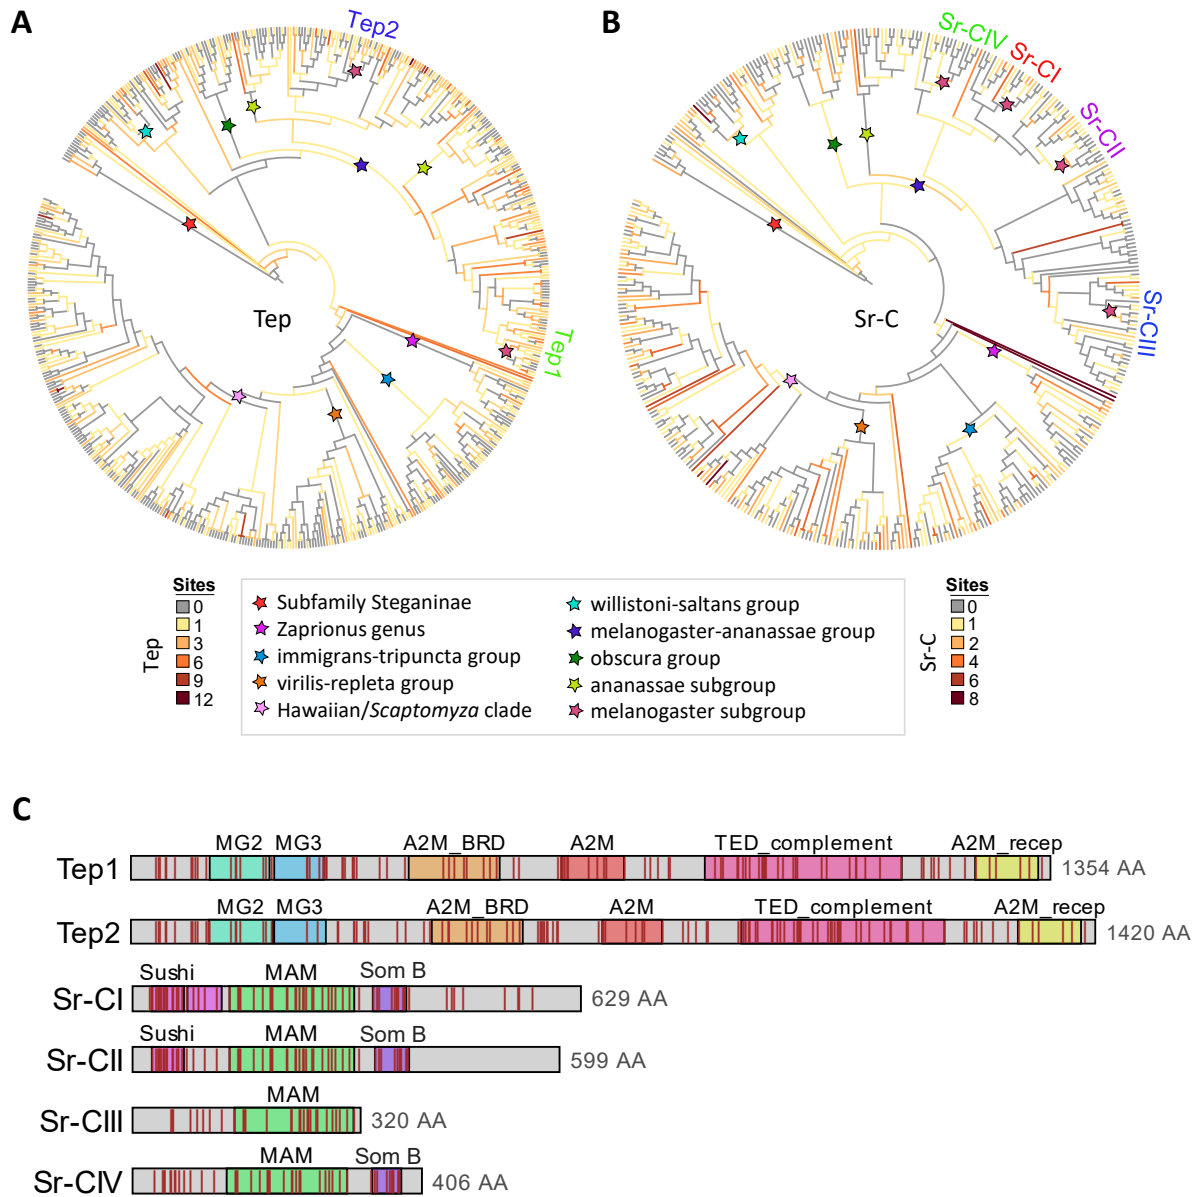 A
Tep2
Tep
Tep1
B
Sr-CIV
Sr-CI
Sr-CII
Sr-CIII
Sr-C
Sites
0
1
3
6
9
12
Tep
Subfamily Steganinae
Zaprionus genus
immigrans-tripuncta group
virilis-repleta group
Hawaiian/Scaptomyza clade
willistoni-saltans group
melanogaster-ananassae group
obscura group
ananassae subgroup
melanogaster subgroup
Sites
0
1
2
4
6
8
Sr-C
C
MG2 MG3 A2M_BRD A2M TED_complement A2M_recep
Tep1 1354 AA
MG2 MG3 A2M_BRD A2M TED_complement A2M_recep
Tep2 1420 AA
Sushi MAM Som B
Sr-CI 629 AA
Sushi MAM Som B
Sr-CII 599 AA
MAM
Sr-CIII 320 AA
MAM Som B
Sr-CIV 406 AA